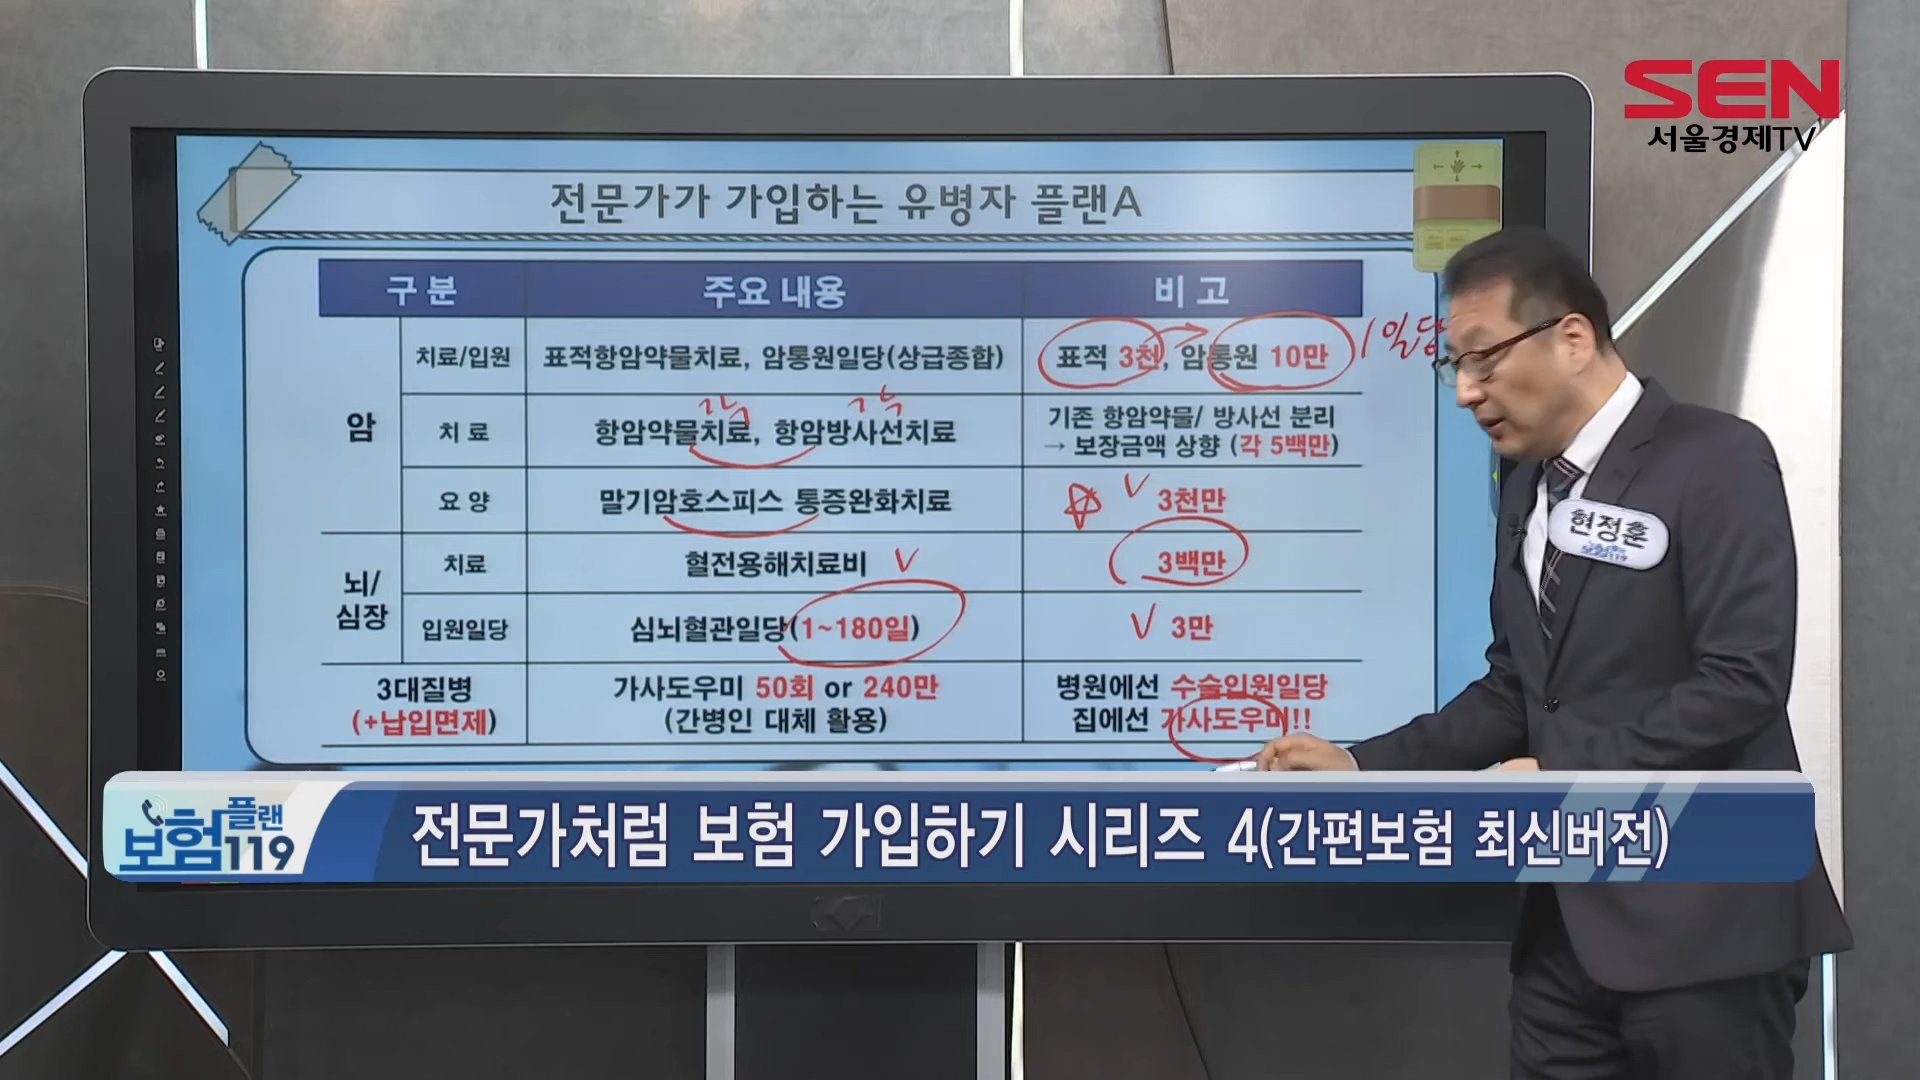 SEN
서울경제TV
전문가가 가입하는 유병자 플랜A
구 분 주요 내용 비 고
암 치료/입원 표적항암약물치료, 암통원일당(상급종합) 표적 3천, 암통원 10만 / 일당
치 료 항암약물치료, 항암방사선치료 기존 항암약물/ 방사선 분리
→ 보장금액 상향 (각 5백만)
요 양 말기암호스피스 통증완화치료 3천만
뇌/
심장 치료 혈전용해치료비 3백만
입원일당 심뇌혈관일당(1~180일) 3만
3대질병 가사도우미 50회 or 240만 병원에선 수술입원일당
(+납입면제) (간병인 대체 활용) 집에선 가사도우미!!
현정훈
보험플랜119
전문가처럼 보험 가입하기 시리즈 4(간편보험 최신버전)